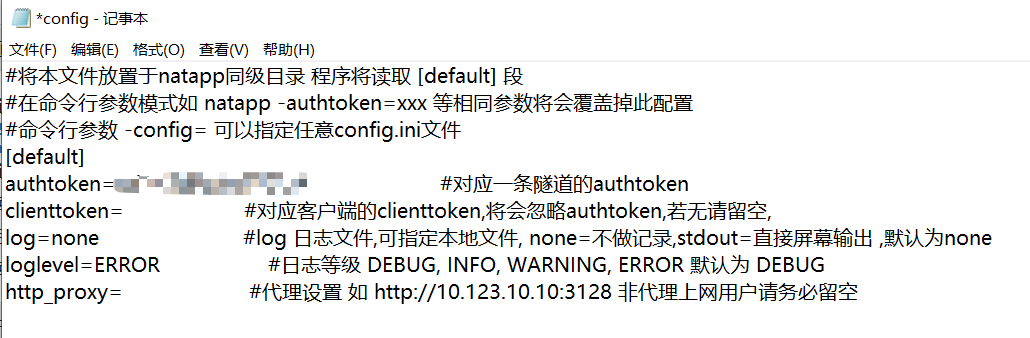 *config - 记事本
文件(F) 编辑(E) 格式(O) 查看(V) 帮助(H)
#将本文件放置于natapp同级目录 程序将读取 [default] 段
#在命令行参数模式如 natapp -authtoken=xxx 等相同参数将会覆盖掉此配置
#命令行参数 -config= 可以指定任意config.ini文件
[default]
authtoken= #对应一条隧道的authtoken
clienttoken= #对应客户端的clienttoken,将会忽略authtoken,若无请留空,
log=none #log 日志文件,可指定本地文件, none=不做记录,stdout=直接屏幕输出 ,默认为none
loglevel=ERROR #日志等级 DEBUG, INFO, WARNING, ERROR 默认为 DEBUG
http_proxy= #代理设置 如 http://10.123.10.10:3128 非代理上网用户请务必留空